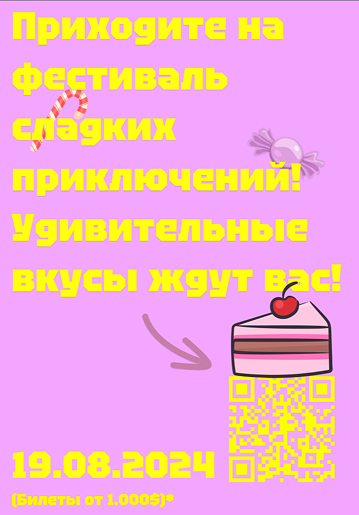 Приходите на
фестиваль
сладких
приключений!
Удивительные
вкусы ждут вас!
19.08.2024
(Билеты от 1.000$)*